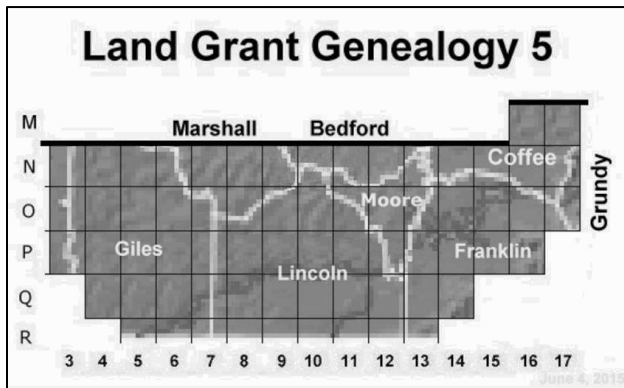 Land Grant Genealogy 5
M
Marshall Bedford
N Coffee
O Moore Grundy
P Giles Lincoln Franklin
Q
R
3 4 5 6 7 8 9 10 11 12 13 14 15 16 17
June 4, 2015